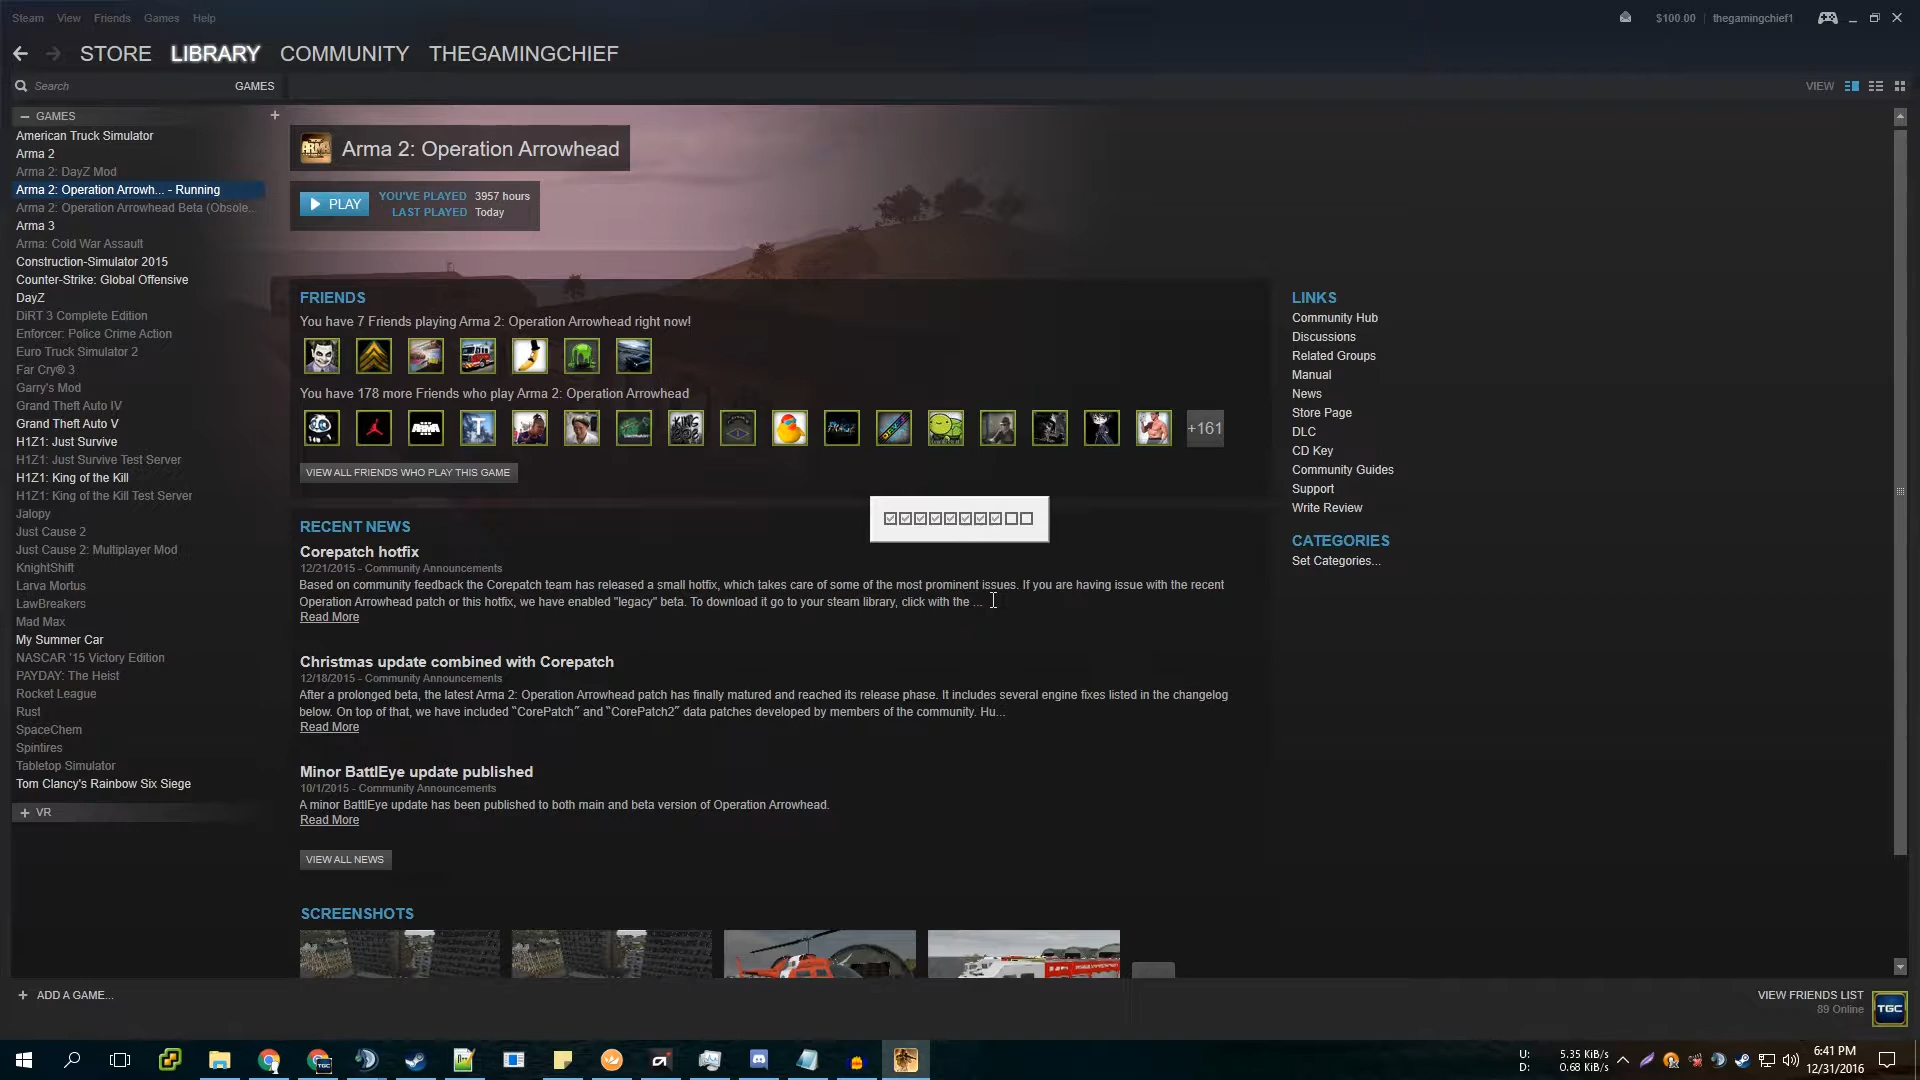 Steam View Friends Games Help
$100.00 thegamingchief1
STORE LIBRARY COMMUNITY THEGAMINGCHIEF
Search GAMES
VIEW
— GAMES +
American Truck Simulator
Arma 2
Arma 2: DayZ Mod
Arma 2: Operation Arrowh... - Running
Arma 2: Operation Arrowhead Beta (Obsole...
Arma 3
Arma: Cold War Assault
Construction-Simulator 2015
Counter-Strike: Global Offensive
DayZ
DiRT 3 Complete Edition
Enforcer: Police Crime Action
Euro Truck Simulator 2
Far Cry® 3
Garry's Mod
Grand Theft Auto IV
Grand Theft Auto V
H1Z1: Just Survive
H1Z1: Just Survive Test Server
H1Z1: King of the Kill
H1Z1: King of the Kill Test Server
Jalopy
Just Cause 2
Just Cause 2: Multiplayer Mod
KnightShift
Larva Mortus
LawBreakers
Mad Max
My Summer Car
NASCAR '15 Victory Edition
PAYDAY: The Heist
Rocket League
Rust
SpaceChem
Spintires
Tabletop Simulator
Tom Clancy's Rainbow Six Siege
+ VR
Arma 2: Operation Arrowhead
PLAY
YOU'VE PLAYED 3957 hours
LAST PLAYED Today
FRIENDS
You have 7 Friends playing Arma 2: Operation Arrowhead right now!
You have 178 more Friends who play Arma 2: Operation Arrowhead
+161
VIEW ALL FRIENDS WHO PLAY THIS GAME
RECENT NEWS
Corepatch hotfix
12/21/2015 - Community Announcements
Based on community feedback the Corepatch team has released a small hotfix, which takes care of some of the most prominent issues. If you are having issue with the recent
Operation Arrowhead patch or this hotfix, we have enabled "legacy" beta. To download it go to your steam library, click with the ...
Read More
Christmas update combined with Corepatch
12/18/2015 - Community Announcements
After a prolonged beta, the latest Arma 2: Operation Arrowhead patch has finally matured and reached its release phase. It includes several engine fixes listed in the changelog
below. On top of that, we have included "CorePatch" and "CorePatch2" data patches developed by members of the community. Hu...
Read More
Minor BattlEye update published
10/1/2015 - Community Announcements
A minor BattlEye update has been published to both main and beta version of Operation Arrowhead.
Read More
VIEW ALL NEWS
SCREENSHOTS
LINKS
Community Hub
Discussions
Related Groups
Manual
News
Store Page
DLC
CD Key
Community Guides
Support
Write Review
CATEGORIES
Set Categories...
+ ADD A GAME...
VIEW FRIENDS LIST
89 Online
TGC
U: 5.35 KiB/s
D: 0.68 KiB/s
6:41 PM
12/31/2016